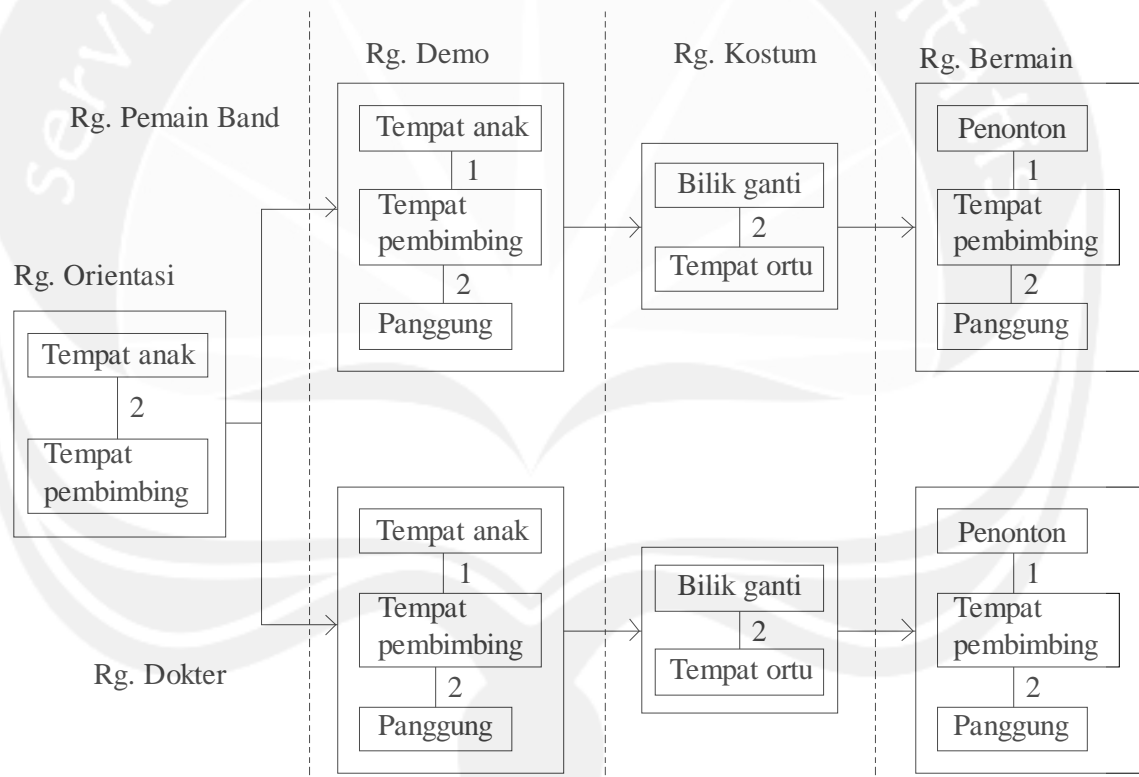 Rg. Demo
Rg. Kostum
Rg. Bermain
Rg. Pemain Band
Tempat anak
1
Tempat
pembimbing
2
Panggung
Bilik ganti
2
Tempat ortu
Penonton
1
Tempat
pembimbing
2
Panggung
Rg. Orientasi
Tempat anak
2
Tempat
pembimbing
Rg. Dokter
Tempat anak
1
Tempat
pembimbing
2
Panggung
Bilik ganti
2
Tempat ortu
Penonton
1
Tempat
pembimbing
2
Panggung